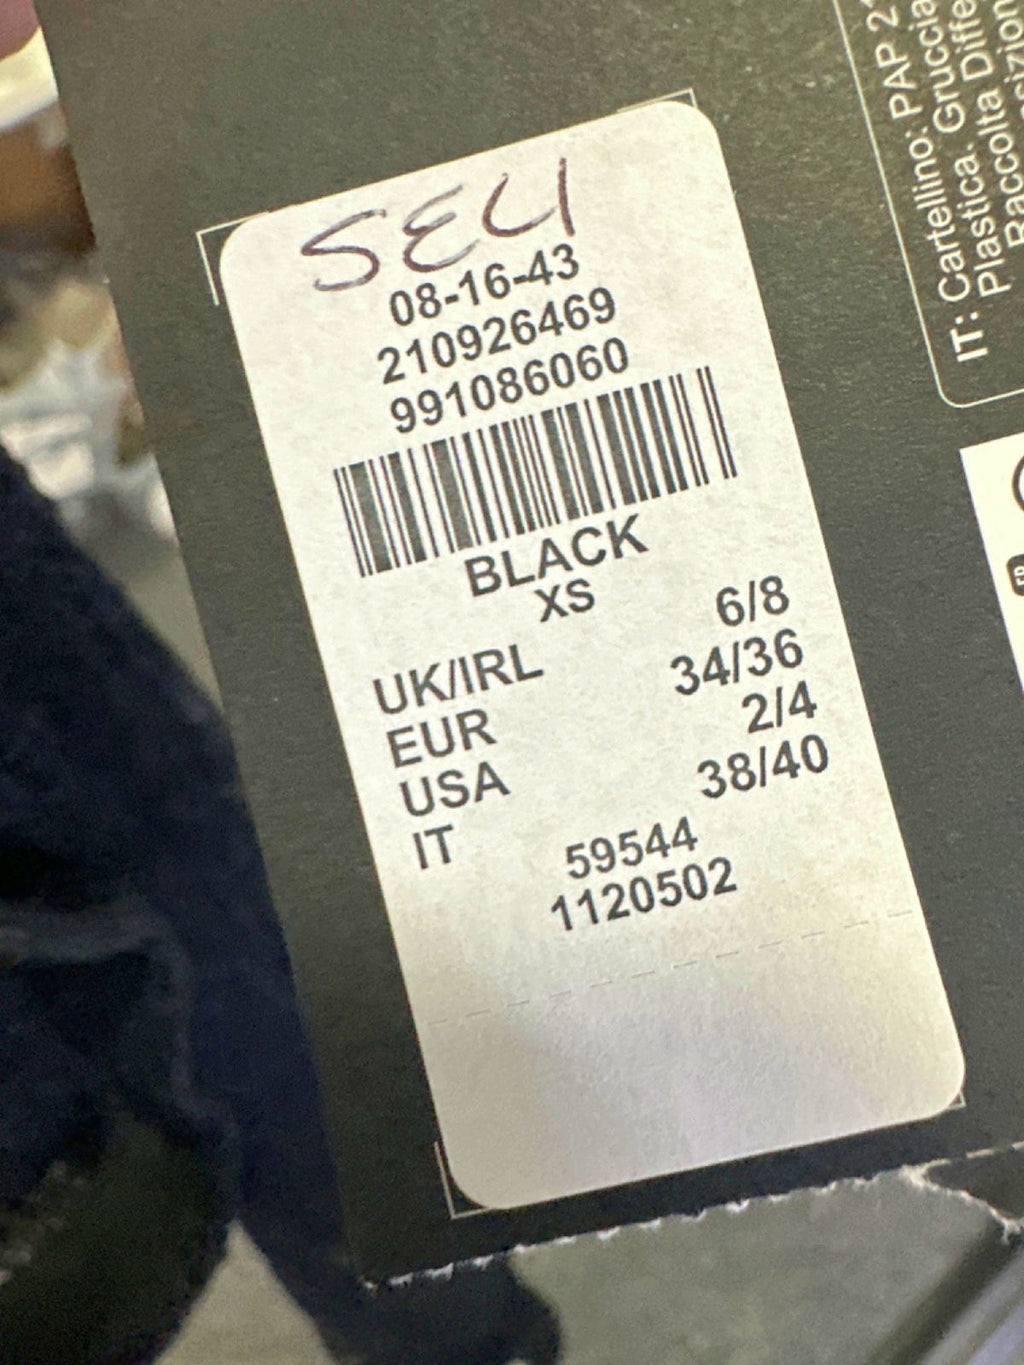 SELI
08-16-43
210926469
991086060
BLACK
XS
UK/IRL 6/8
EUR 34/36
USA 2/4
IT 38/40
59544
1120502
IT: Cartellino: PAP 2
Plastica. Gruccia
Raccolta Diffe